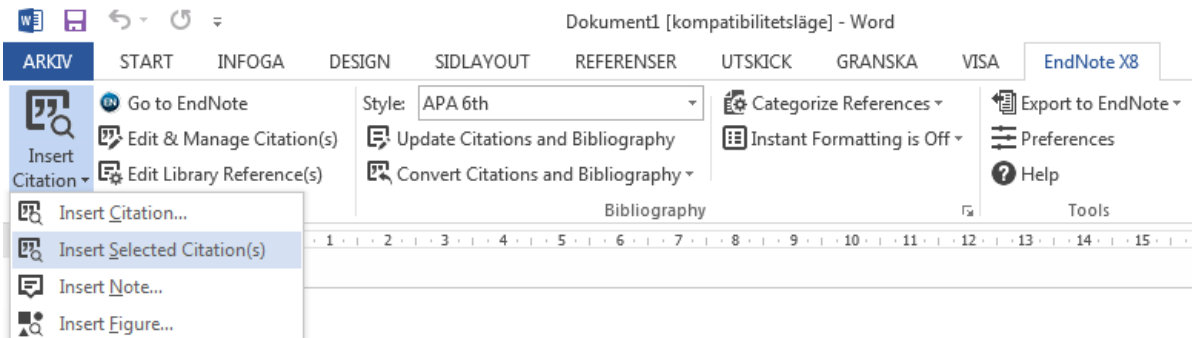 Dokument1 [kompatibilitetsläge] - Word
ARKIV START INFOGA DESIGN SIDLAYOUT REFERENSER UTSKICK GRANSKA VISA EndNote X8
Go to EndNote Style: APA 6th Categorize References Export to EndNote
Edit & Manage Citation(s) Update Citations and Bibliography Instant Formatting is Off Preferences
Insert
Citation Edit Library Reference(s) Convert Citations and Bibliography Help
Insert Citation... Bibliography Tools
Insert Selected Citation(s) 1 2 3 4 5 6 7 8 9 10 11 12 13 14 15
Insert Note...
Insert Figure...